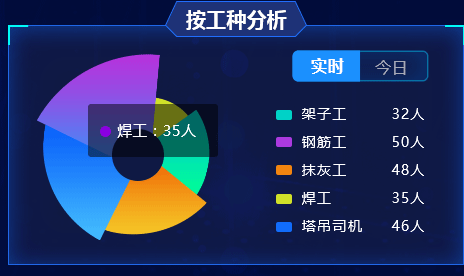 按工种分析
实时 今日
焊工：35人
架子工 32人
钢筋工 50人
抹灰工 48人
焊工 35人
塔吊司机 46人